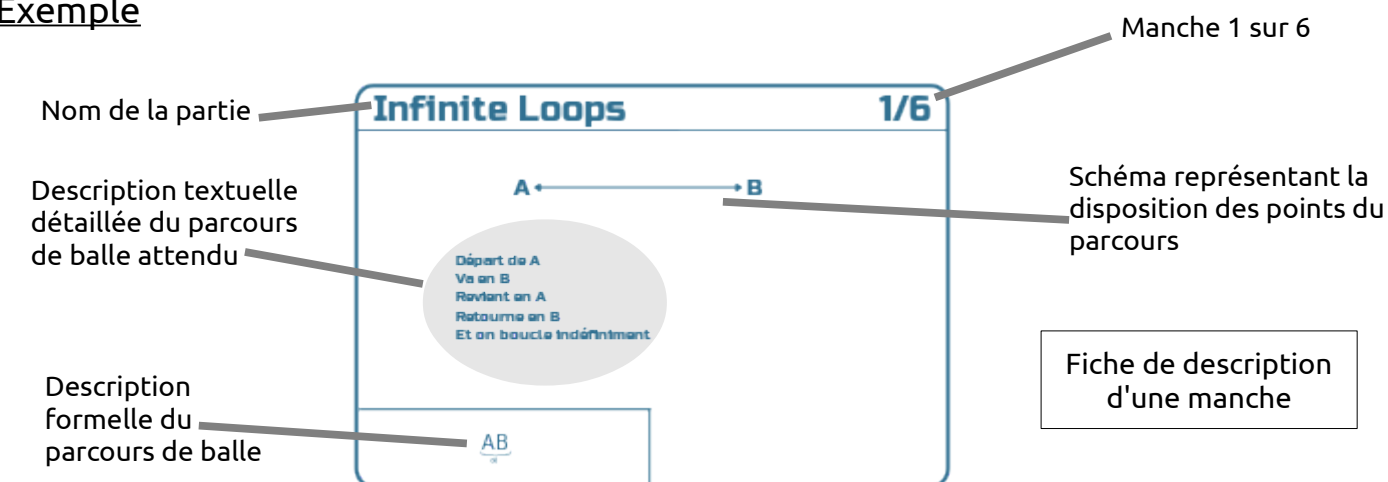 Exemple
Manche 1 sur 6
Nom de la partie
Infinite Loops 1/6
A B
Description textuelle
détaillée du parcours
de balle attendu
Schéma représentant la
disposition des points du
parcours
Départ de A
Va en B
Revient en A
Retourne en B
Et on boucle indéfiniment
Fiche de description
d'une manche
Description
formelle du
parcours de balle
AB